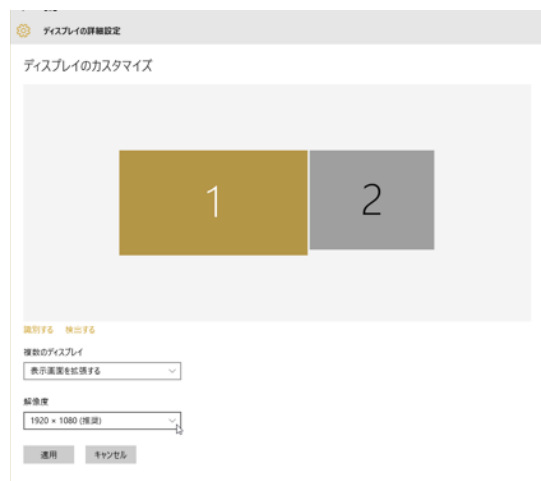 ディスプレイの詳細設定
ディスプレイのカスタマイズ
1
2
識別する 検出する
複数のディスプレイ
表示画面を拡張する
解像度
1920 × 1080 (推奨)
適用 キャンセル